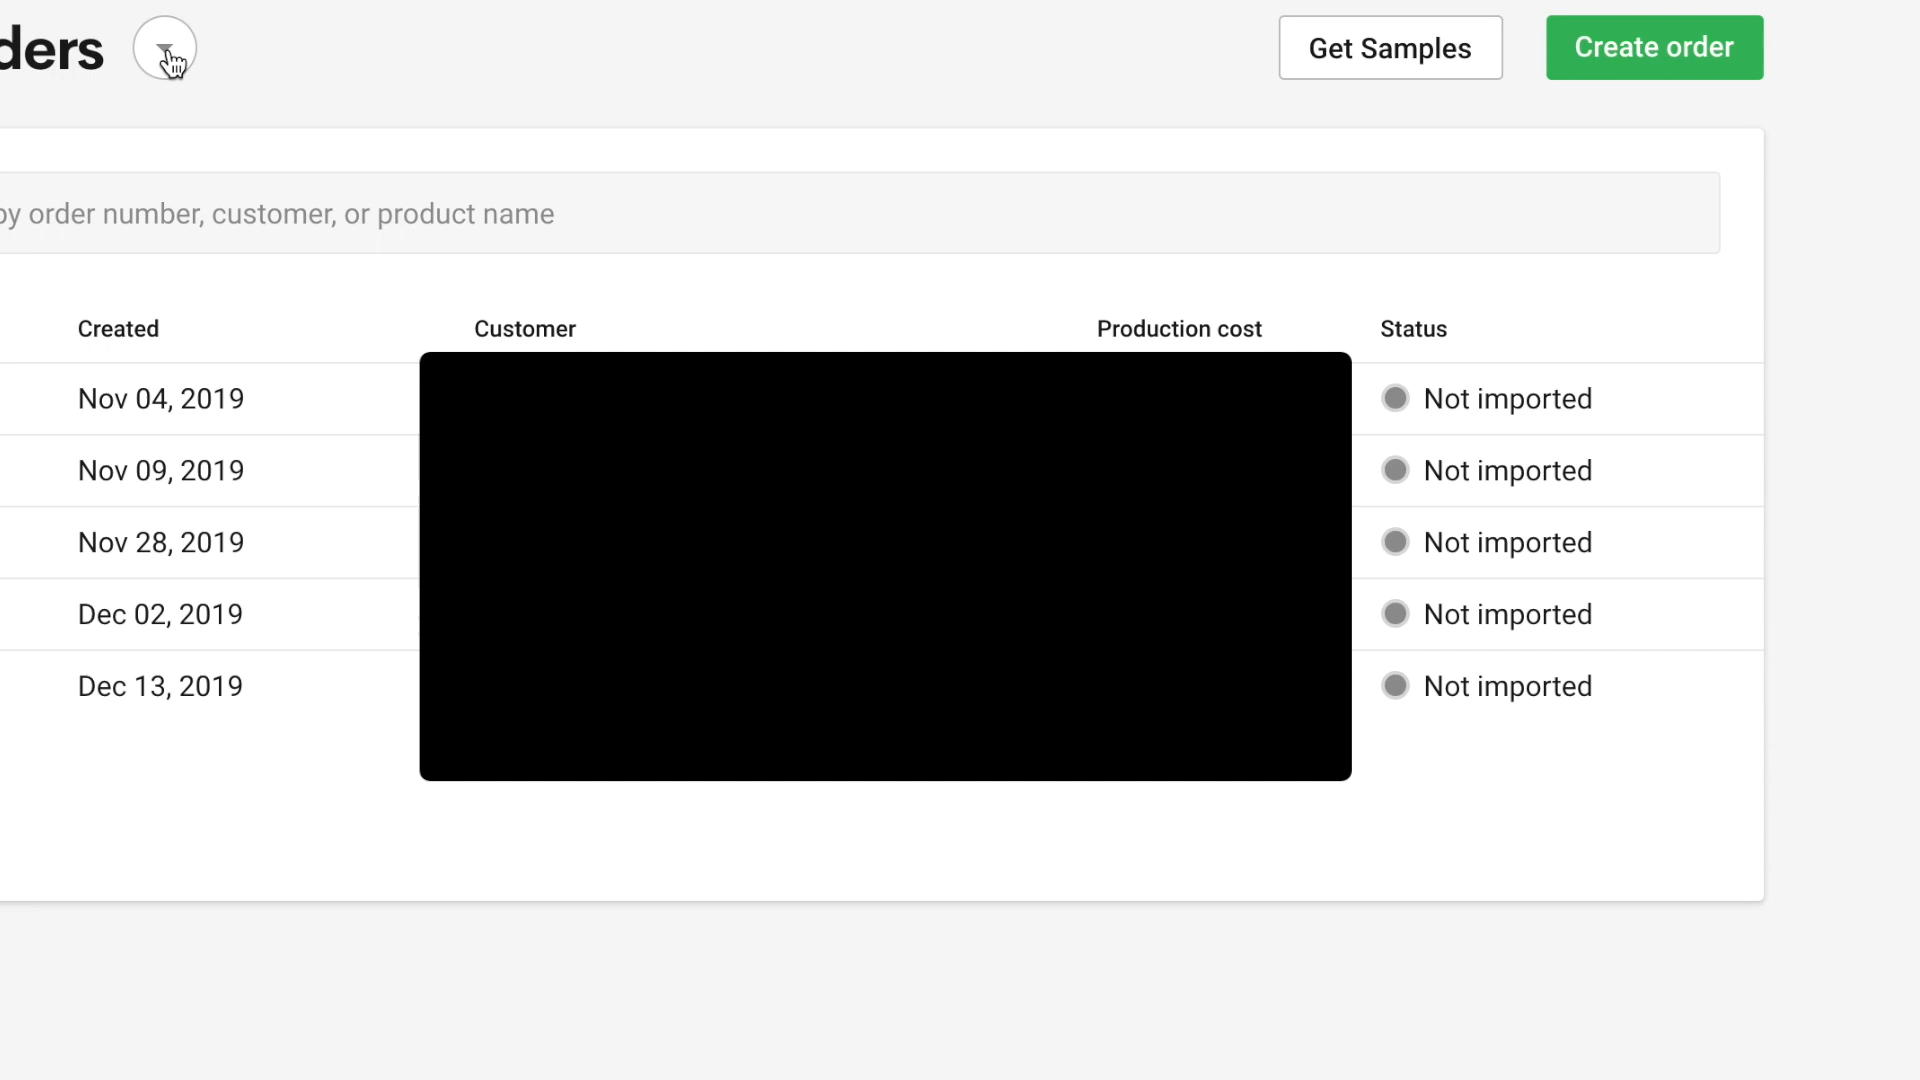 ders
Get Samples
Create order
by order number, customer, or product name
Created Customer Production cost Status
Nov 04, 2019 Not imported
Nov 09, 2019 Not imported
Nov 28, 2019 Not imported
Dec 02, 2019 Not imported
Dec 13, 2019 Not imported